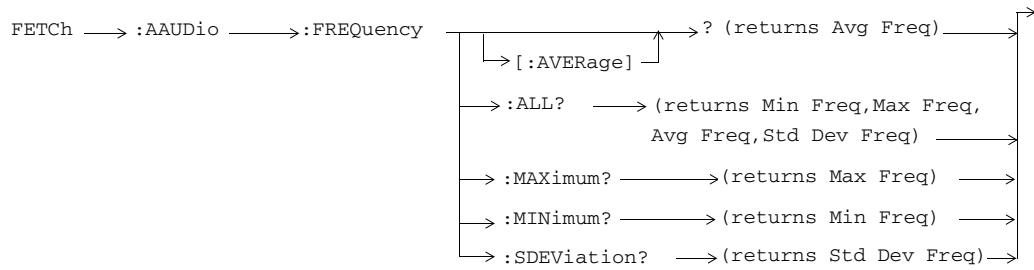 FETCh :AAUDio :FREQuency ? (returns Avg Freq)
[:AVERage]
:ALL? (returns Min Freq,Max Freq,
Avg Freq,Std Dev Freq)
:MAXimum? (returns Max Freq)
:MINimum? (returns Min Freq)
:SDEViation? (returns Std Dev Freq)